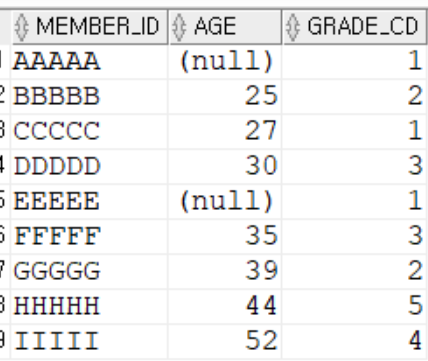 MEMBER_ID AGE GRADE_CD
1 AAAAA (null) 1
2 BBBBB 25 2
3 CCCCC 27 1
4 DDDDD 30 3
5 EEEEE (null) 1
6 FFFFF 35 3
7 GGGGG 39 2
8 HHHHH 44 5
9 IIIII 52 4